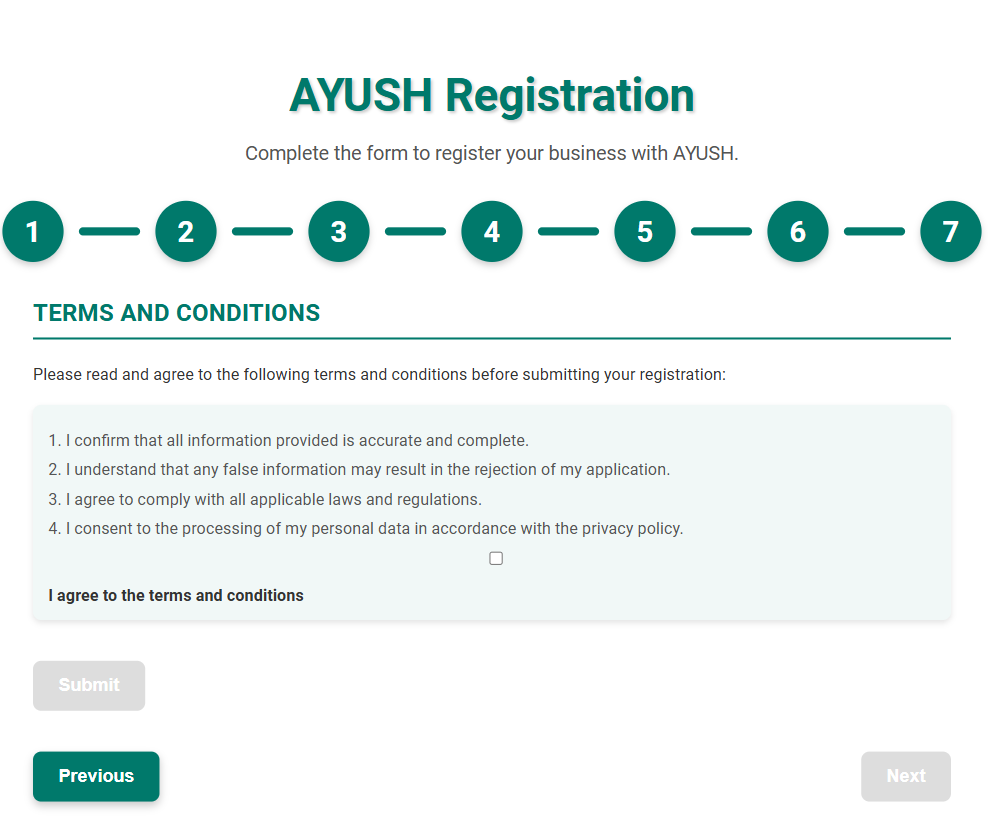 AYUSH Registration
Complete the form to register your business with AYUSH.
1 2 3 4 5 6 7
TERMS AND CONDITIONS
Please read and agree to the following terms and conditions before submitting your registration:
1. I confirm that all information provided is accurate and complete.
2. I understand that any false information may result in the rejection of my application.
3. I agree to comply with all applicable laws and regulations.
4. I consent to the processing of my personal data in accordance with the privacy policy.
I agree to the terms and conditions
Submit
Previous Next